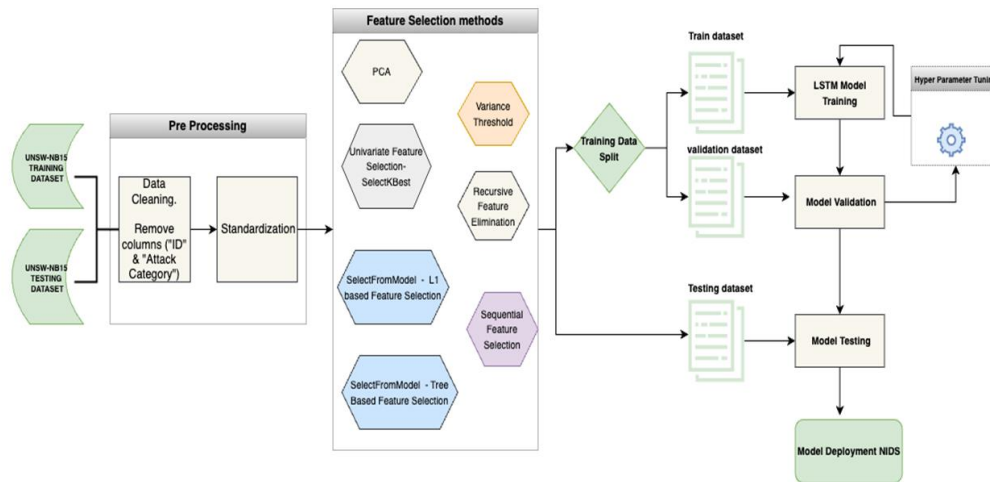 Feature Selection methods
PCA
Variance
Threshold
Univariate Feature
Selection-
SelectKBest
Recursive
Feature
Elimination
SelectFromModel - L1
based Feature Selection
Sequential
Feature
Selection
SelectFromModel - Tree
Based Feature Selection
Pre Processing
UNSW-NB15
TRAINING
DATASET
UNSW-NB15
TESTING
DATASET
Data
Cleaning.
Remove
columns ("ID"
& "Attack
Category")
Standardization
Training Data
Split
Train dataset
validation dataset
Testing dataset
LSTM Model
Training
Hyper Parameter Tunin
Model Validation
Model Testing
Model Deployment NIDS